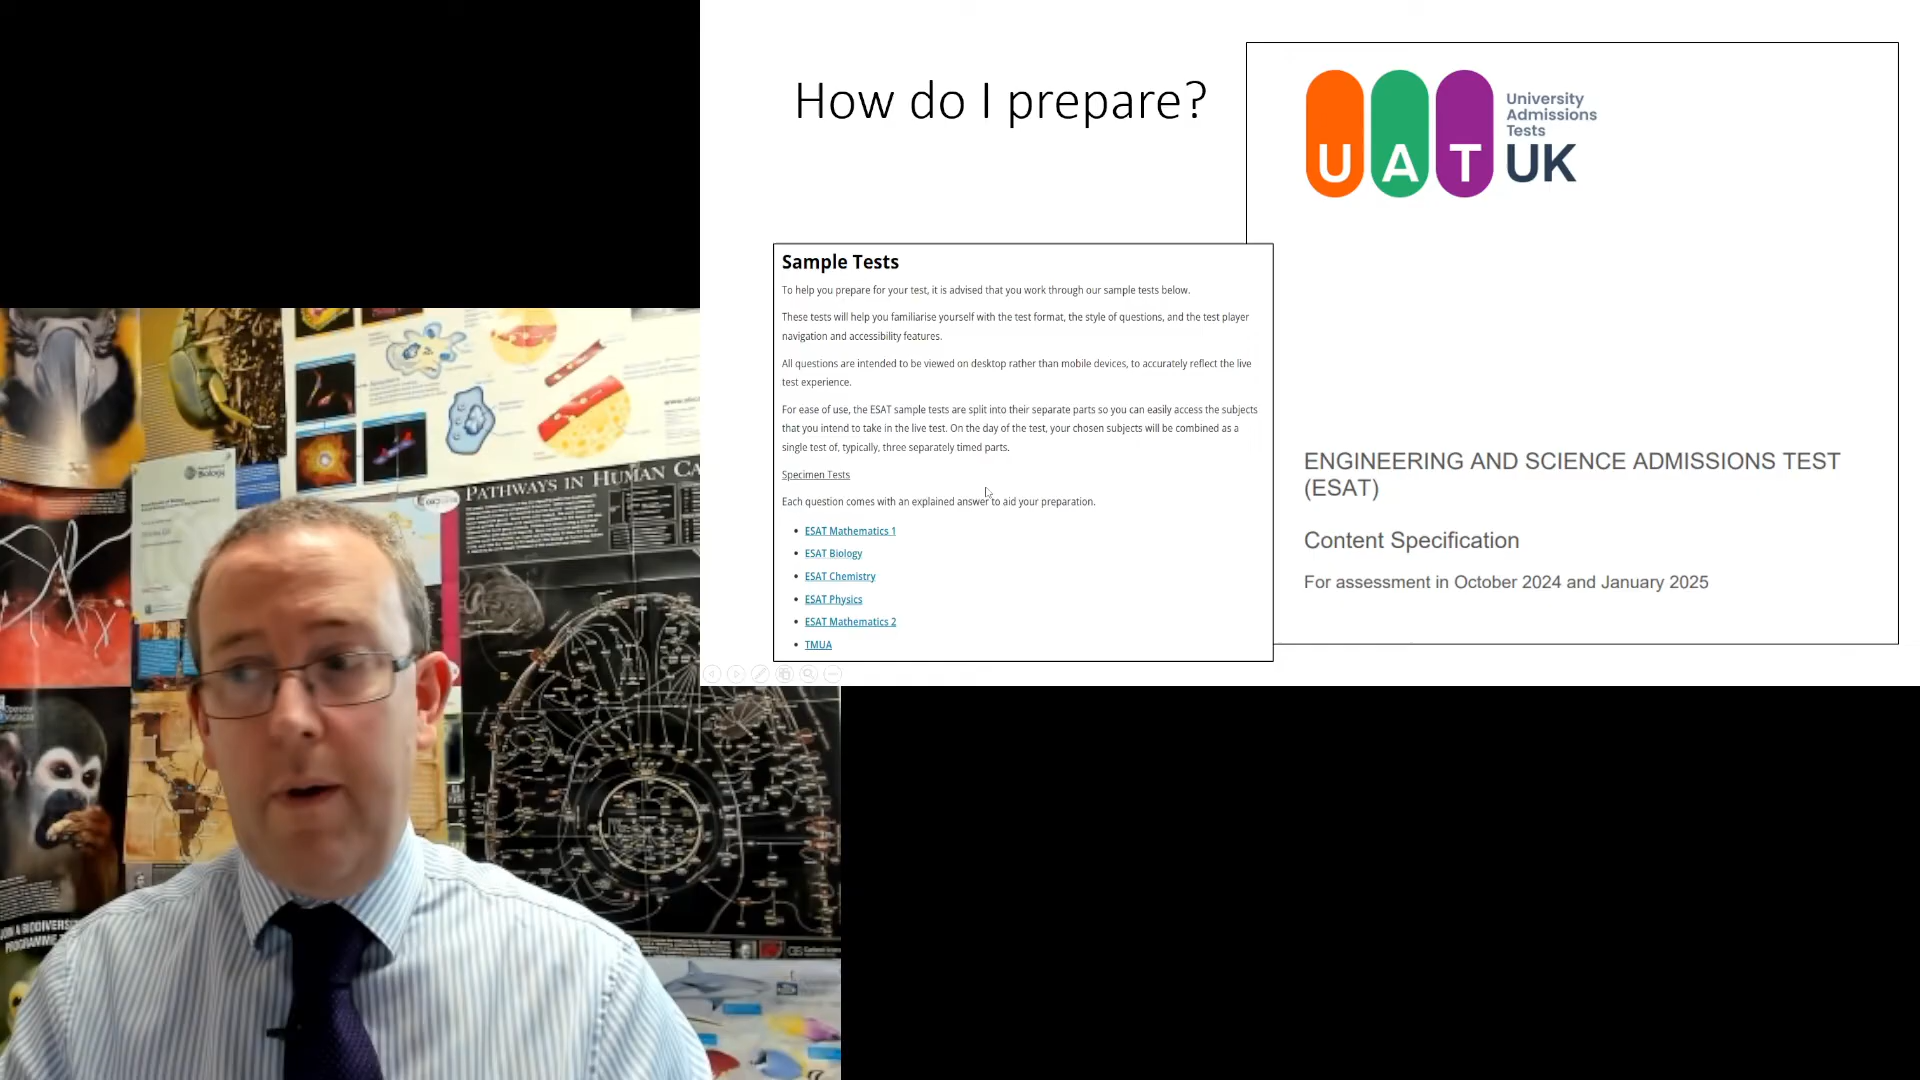 How do I prepare?
U A T UK
University
Admissions
Tests
Sample Tests
To help you prepare for your test, it is advised that you work through our sample tests below.
These tests will help you familiarise yourself with the test format, the style of questions, and the test player
navigation and accessibility features.
All questions are intended to be viewed on desktop rather than mobile devices, to accurately reflect the live
test experience.
For ease of use, the ESAT sample tests are split into their separate parts so you can easily access the subjects
that you intend to take in the live test. On the day of the test, your chosen subjects will be combined as a
single test of, typically, three separately timed parts.
Specimen Tests
Each question comes with an explained answer to aid your preparation.
• ESAT Mathematics 1
• ESAT Biology
• ESAT Chemistry
• ESAT Physics
• ESAT Mathematics 2
• TMUA
ENGINEERING AND SCIENCE ADMISSIONS TEST
(ESAT)
Content Specification
For assessment in October 2024 and January 2025
Biology
PATHWAYS IN HUMAN CA
JOIN A BIODIVERS
PROGRAMME